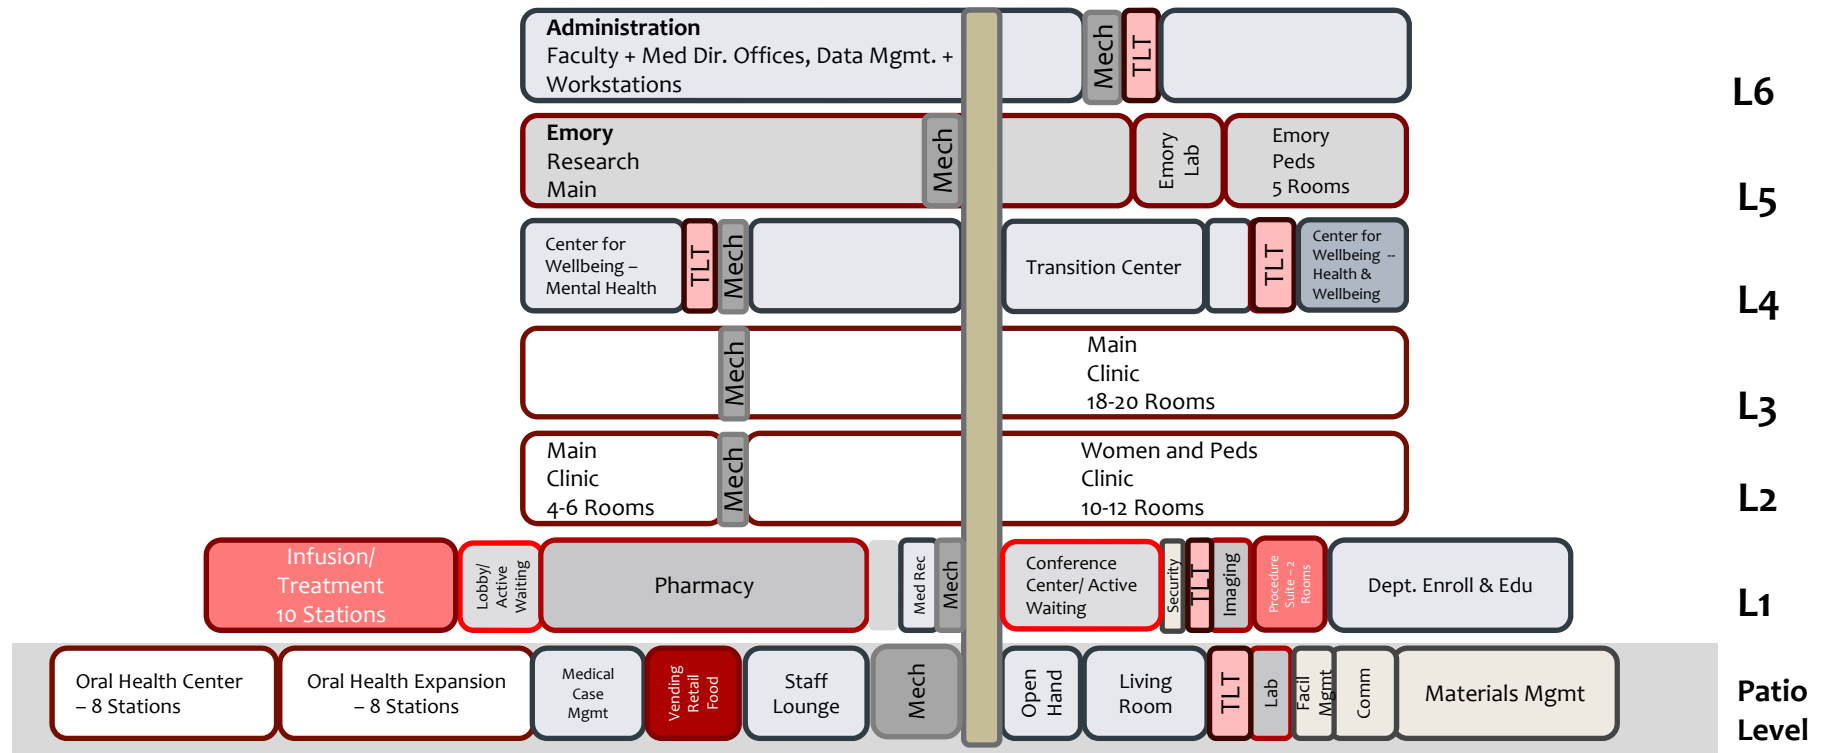 Administration
Faculty + Med Dir. Offices, Data Mgmt. +
Workstations
Mech
TLT
L6
Emory
Research
Main
Mech
Emory
Lab
Emory
Peds
5 Rooms
L5
Center for
Wellbeing –
Mental Health
TLT
Mech
Transition Center
TLT
Center for
Wellbeing --
Health &
Wellbeing
L4
Mech
Main
Clinic
18-20 Rooms
L3
Main
Clinic
4-6 Rooms
Mech
Women and Peds
Clinic
10-12 Rooms
L2
Infusion/
Treatment
10 Stations
Lobby/
Active
Waiting
Pharmacy
Med Rec
Mech
Conference
Center/ Active
Waiting
Security
TLT
Imaging
Procedure
Suite – 2
Rooms
Dept. Enroll & Edu
L1
Oral Health Center
– 8 Stations
Oral Health Expansion
– 8 Stations
Medical
Case
Mgmt
Vending
Retail
Food
Staff
Lounge
Mech
Open
Hand
Living
Room
TLT
Lab
Facil
Mgmt
Comm
Materials Mgmt
Patio
Level